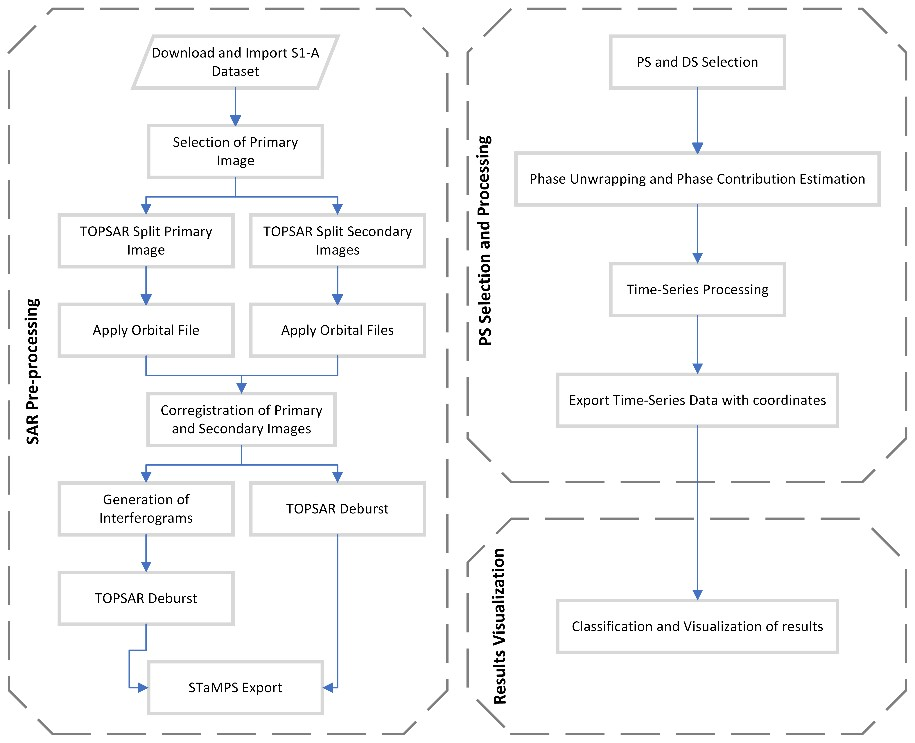 SAR Pre-processing
Download and Import S1-A
Dataset
Selection of Primary
Image
TOPSAR Split Primary
Image
TOPSAR Split Secondary
Images
Apply Orbital File
Apply Orbital Files
Corregistration of Primary
and Secondary Images
Generation of
Interferograms
TOPSAR Deburst
TOPSAR Deburst
STaMPS Export
PS Selection and Processing
PS and DS Selection
Phase Unwrapping and Phase Contribution Estimation
Time-Series Processing
Export Time-Series Data with coordinates
Results Visualization
Classification and Visualization of results